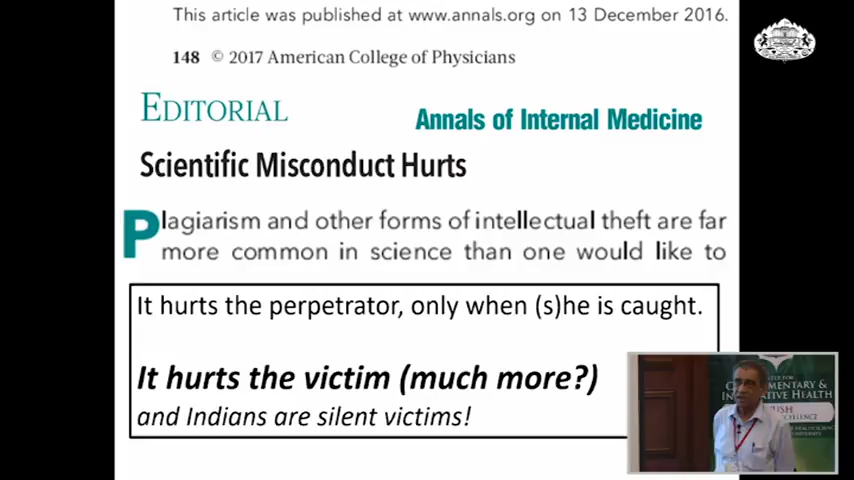 This article was published at www.annals.org on 13 December 2016.
148 © 2017 American College of Physicians
EDITORIAL
Annals of Internal Medicine
Scientific Misconduct Hurts
Plagiarism and other forms of intellectual theft are far
more common in science than one would like to
It hurts the perpetrator, only when (s)he is caught.
It hurts the victim (much more?)
and Indians are silent victims!